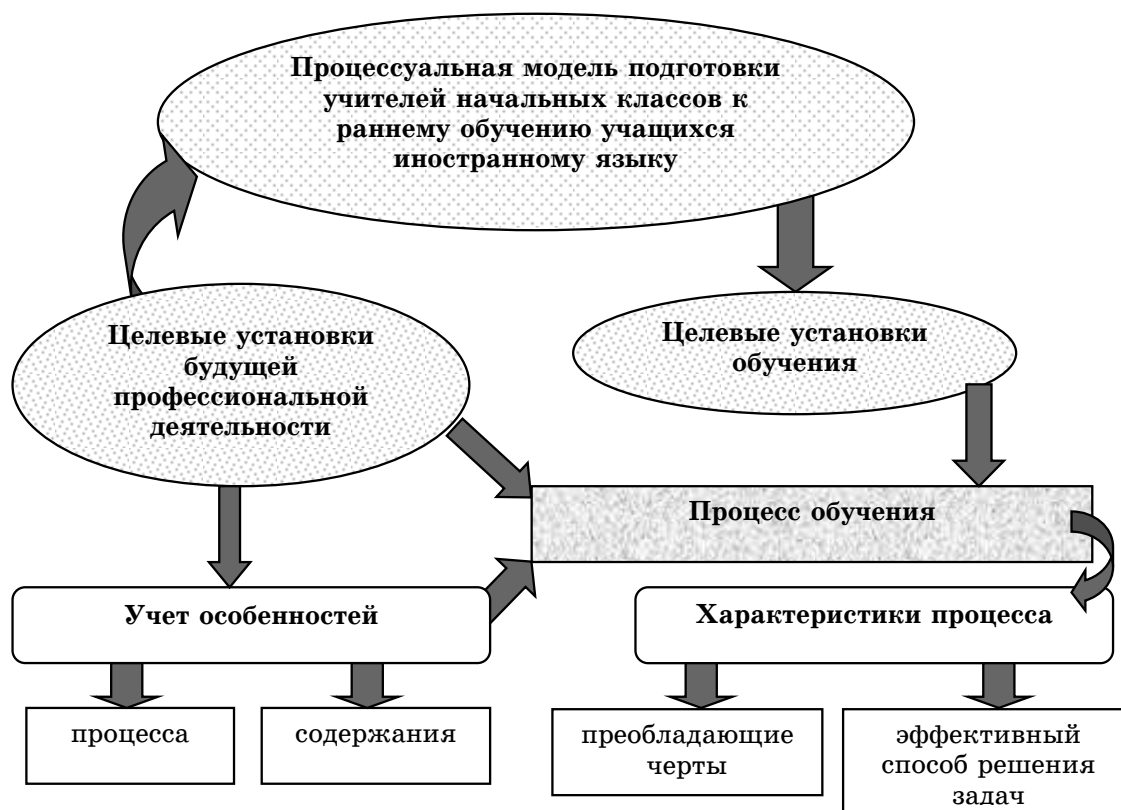 Процессуальная модель подготовки
учителей начальных классов к
раннему обучению учащихся
иностранному языку
Целевые установки
будущей
профессиональной
деятельности
Целевые установки
обучения
Процесс обучения
Учет особенностей
Характеристики процесса
процесса
содержания
преобладающие
черты
эффективный
способ решения
задач